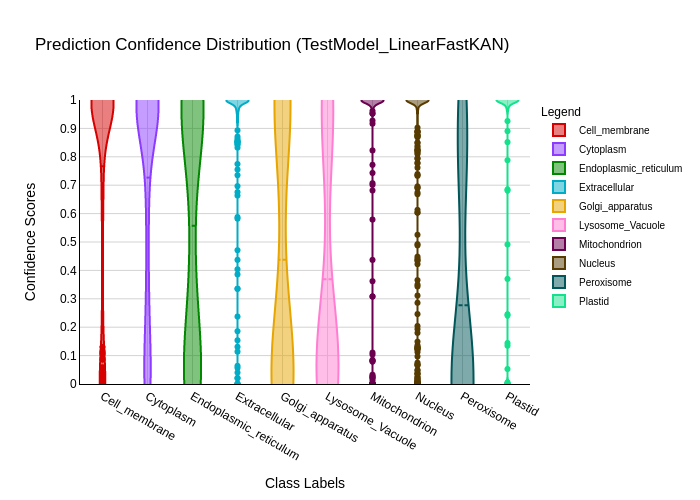 Prediction Confidence Distribution (TestModel_LinearFastKAN)
Legend
Cell_membrane
Cytoplasm
Endoplasmic_reticulum
Extracellular
Golgi_apparatus
Lysosome_Vacuole
Mitochondrion
Nucleus
Peroxisome
Plastid
Confidence Scores
1
0.9
0.8
0.7
0.6
0.5
0.4
0.3
0.2
0.1
0
Cell_membrane
Cytoplasm
Endoplasmic_reticulum
Extracellular
Golgi_apparatus
Lysosome_Vacuole
Mitochondrion
Nucleus
Peroxisome
Plastid
Class Labels